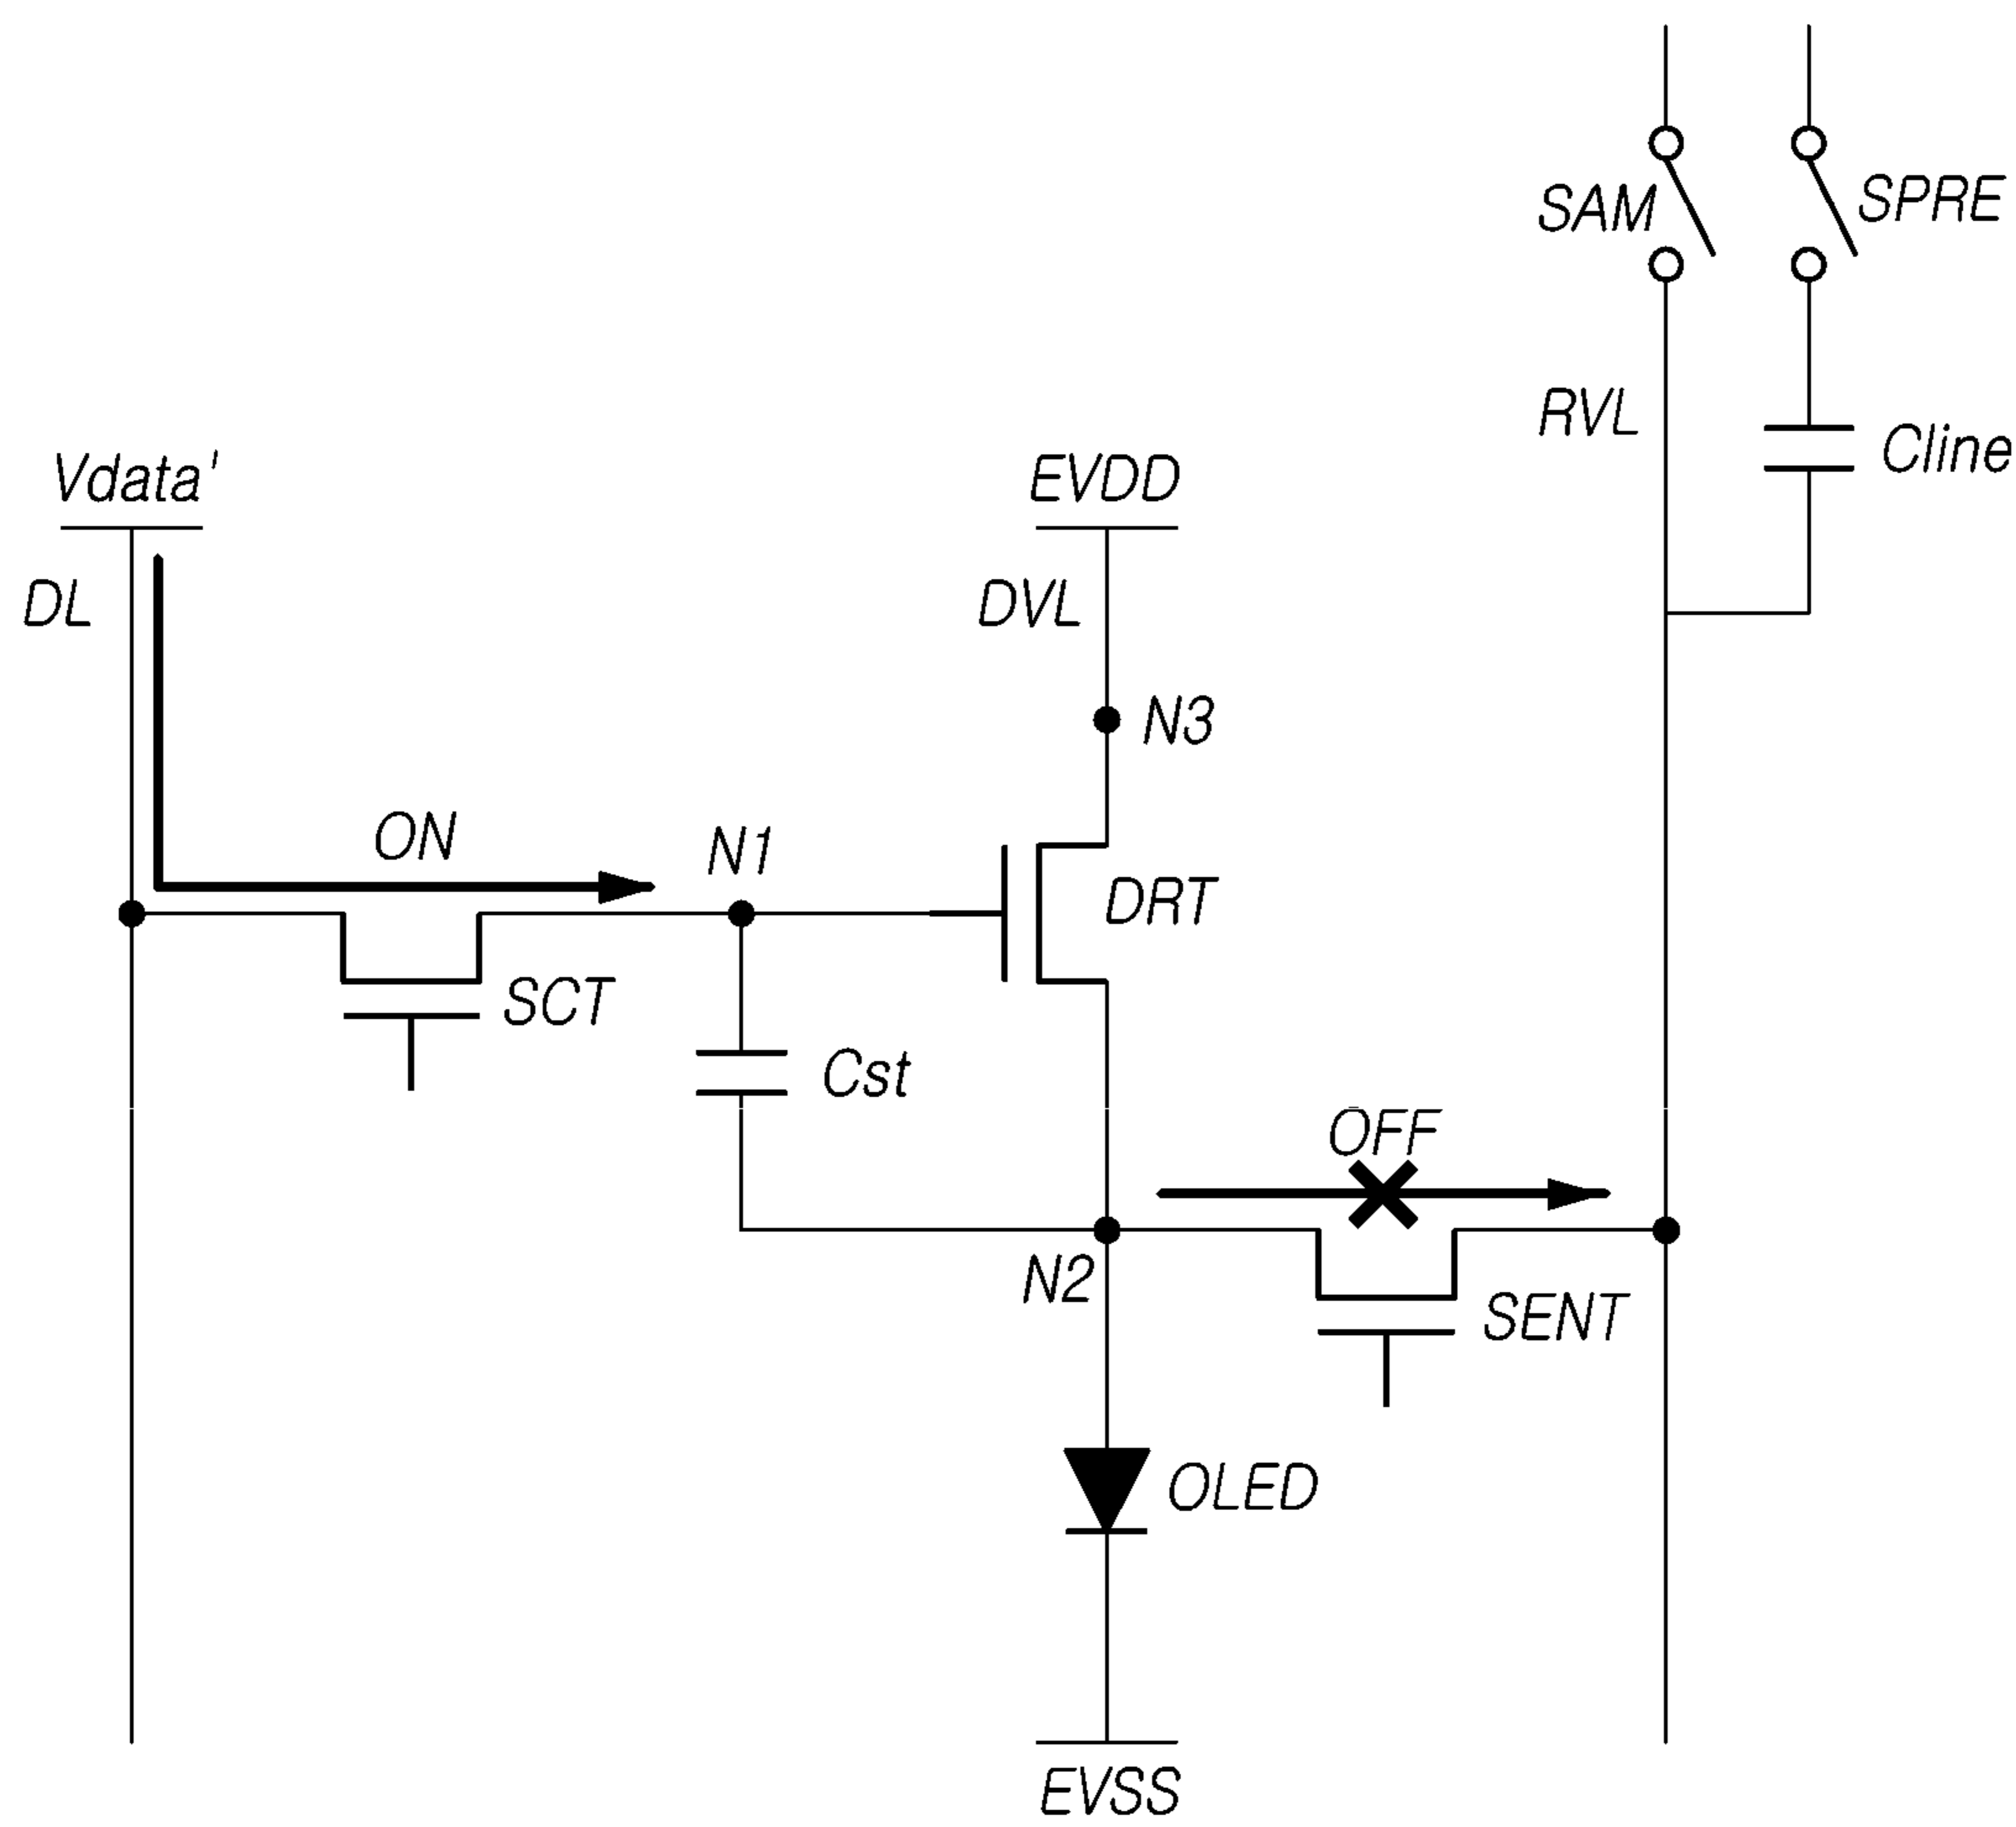 SAM
SPRE
RVL
Cline
Vdata'
EVDD
DL
DVL
N3
ON
N1
DRT
SCT
Cst
OFF
N2
SENT
OLED
EVSS